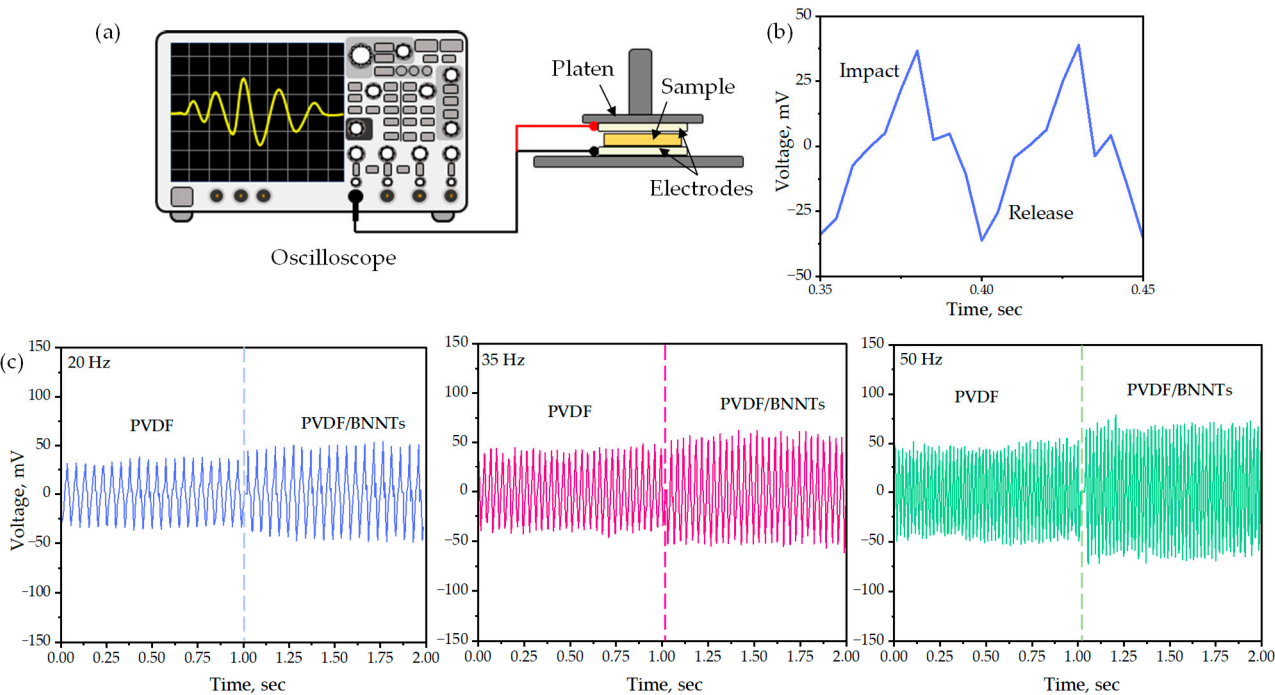 (a)
Platen
Sample
Electrodes
Oscilloscope
(b)
Voltage, mV
50
25
0
−25
−50
Impact
Release
0.35
0.40
0.45
Time, sec
(c)
Voltage, mV
150
100
50
0
−50
−100
−150
20 Hz
PVDF
PVDF/BNNTs
0.00
0.25
0.50
0.75
1.00
1.25
1.50
1.75
2.00
Time, sec
150
100
50
0
−50
−100
−150
35 Hz
PVDF
PVDF/BNNTs
0.00
0.25
0.50
0.75
1.00
1.25
1.50
1.75
2.00
Time, sec
150
100
50
0
−50
−100
−150
50 Hz
PVDF
PVDF/BNNTs
0.00
0.25
0.50
0.75
1.00
1.25
1.50
1.75
2.00
Time, sec